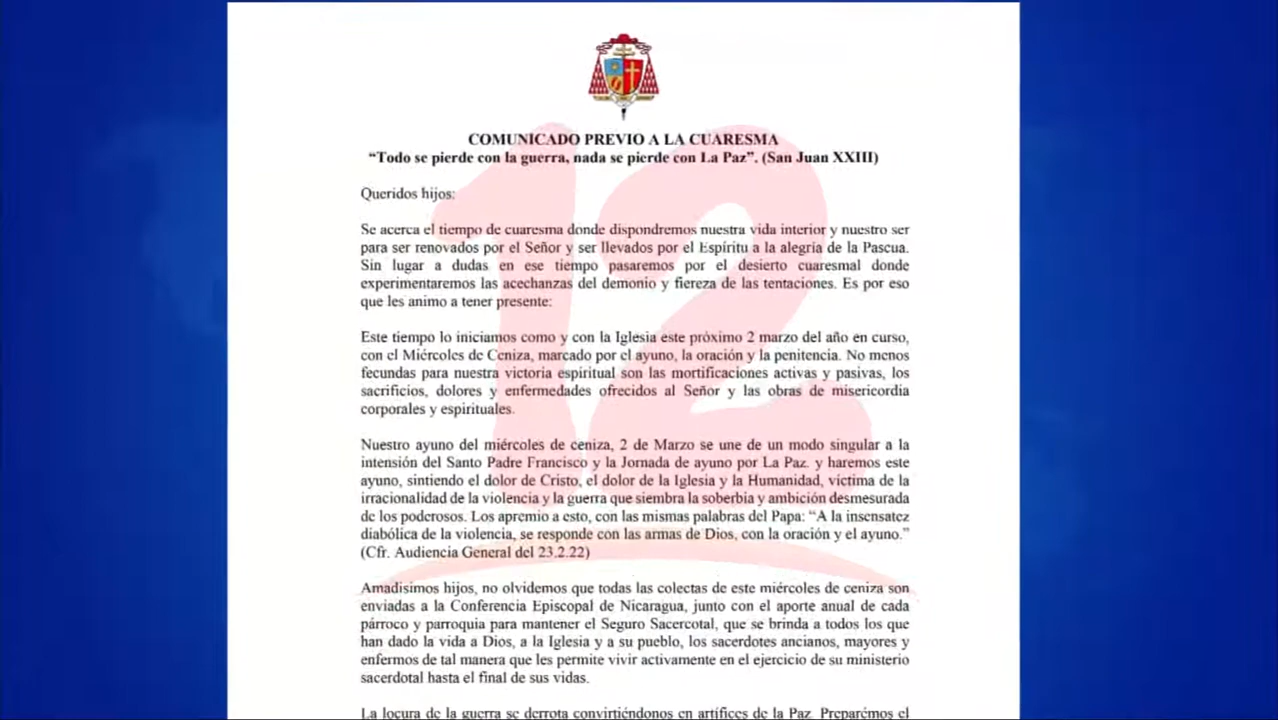 COMUNICADO PREVIO A LA CUARESMA
“Todo se pierde con la guerra, nada se pierde con La Paz”. (San Juan XXIII)
Queridos hijos:
Se acerca el tiempo de cuaresma donde dispondremos nuestra vida interior y nuestro ser
para ser renovados por el Señor y ser llevados por el Espíritu a la alegría de la Pascua.
Sin lugar a dudas en ese tiempo pasaremos por el desierto cuaresmal donde
experimentaremos las acechanzas del demonio y fiereza de las tentaciones. Es por eso
que les animo a tener presente:
Este tiempo lo iniciamos como y con la Iglesia este próximo 2 marzo del año en curso,
con el Miércoles de Ceniza, marcado por el ayuno, la oración y la penitencia. No menos
fecundas para nuestra victoria espiritual son las mortificaciones activas y pasivas, los
sacrificios, dolores y enfermedades ofrecidos al Señor y las obras de misericordia
corporales y espirituales.
Nuestro ayuno del miércoles de ceniza, 2 de Marzo se une de un modo singular a la
intensión del Santo Padre Francisco y la Jornada de ayuno por La Paz. y haremos este
ayuno, sintiendo el dolor de Cristo, el dolor de la Iglesia y la Humanidad, víctima de la
irracionalidad de la violencia y la guerra que siembra la soberbia y ambición desmesurada
de los poderosos. Los apremio a esto, con las mismas palabras del Papa: “A la insensatez
diabólica de la violencia, se responde con las armas de Dios, con la oración y el ayuno.”
(Cfr. Audiencia General del 23.2.22)
Amadísimos hijos, no olvidemos que todas las colectas de este miércoles de ceniza son
enviadas a la Conferencia Episcopal de Nicaragua, junto con el aporte anual de cada
párroco y parroquia para mantener el Seguro Sacercotal, que se brinda a todos los que
han dado la vida a Dios, a la Iglesia y a su pueblo, los sacerdotes ancianos, mayores y
enfermos de tal manera que les permite vivir activamente en el ejercicio de su ministerio
sacerdotal hasta el final de sus vidas.
La locura de la guerra se derrota convirtiéndonos en artífices de la Paz. Preparémos el
12